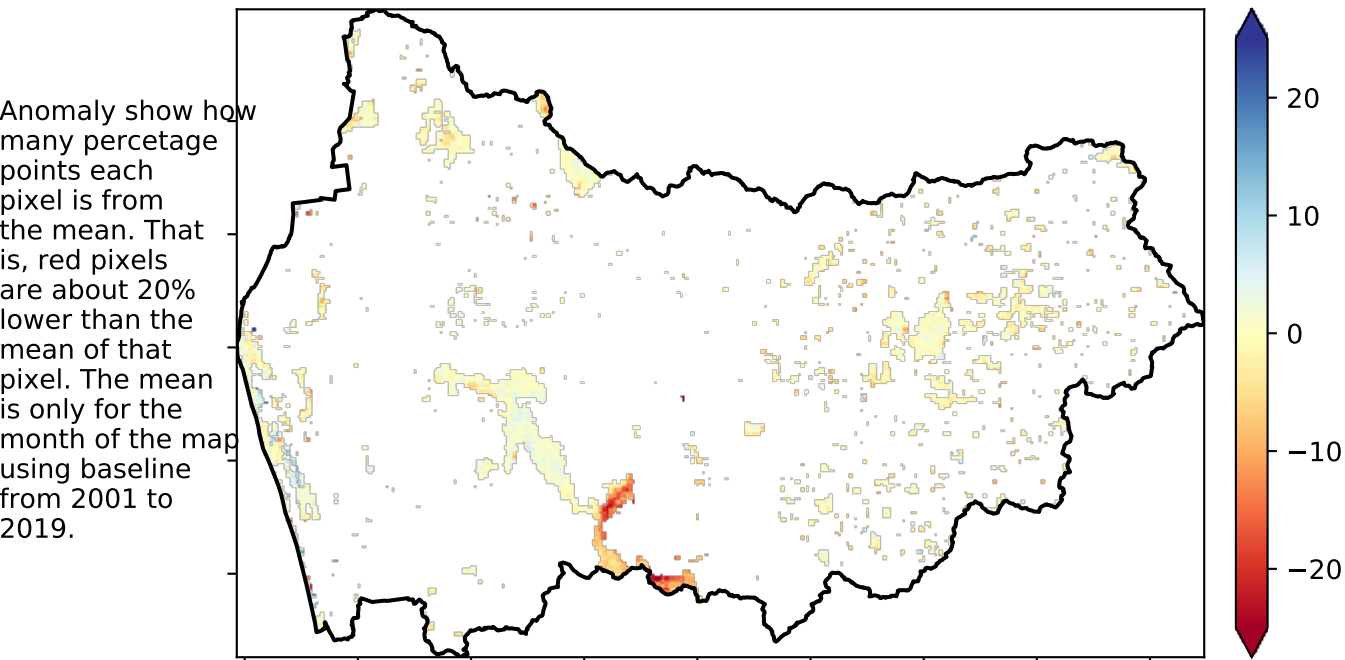 Anomaly show how
many percetage
points each
pixel is from
the mean. That
is, red pixels
are about 20%
lower than the
mean of that
pixel. The mean
is only for the
month of the map
using baseline
from 2001 to
2019.
20
10
0
−10
−20